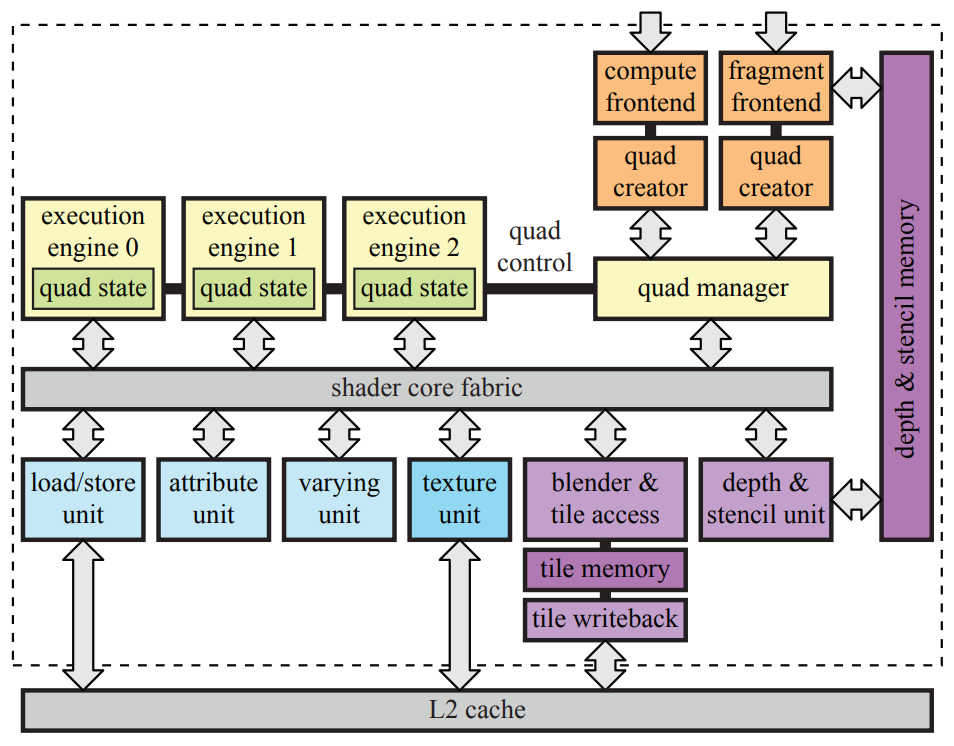 compute
frontend
fragment
frontend
quad
creator
quad
creator
execution
engine 0
quad state
execution
engine 1
quad state
execution
engine 2
quad state
quad
control
quad manager
depth & stencil memory
shader core fabric
load/store
unit
attribute
unit
varying
unit
texture
unit
blender &
tile access
depth &
stencil unit
tile memory
tile writeback
L2 cache